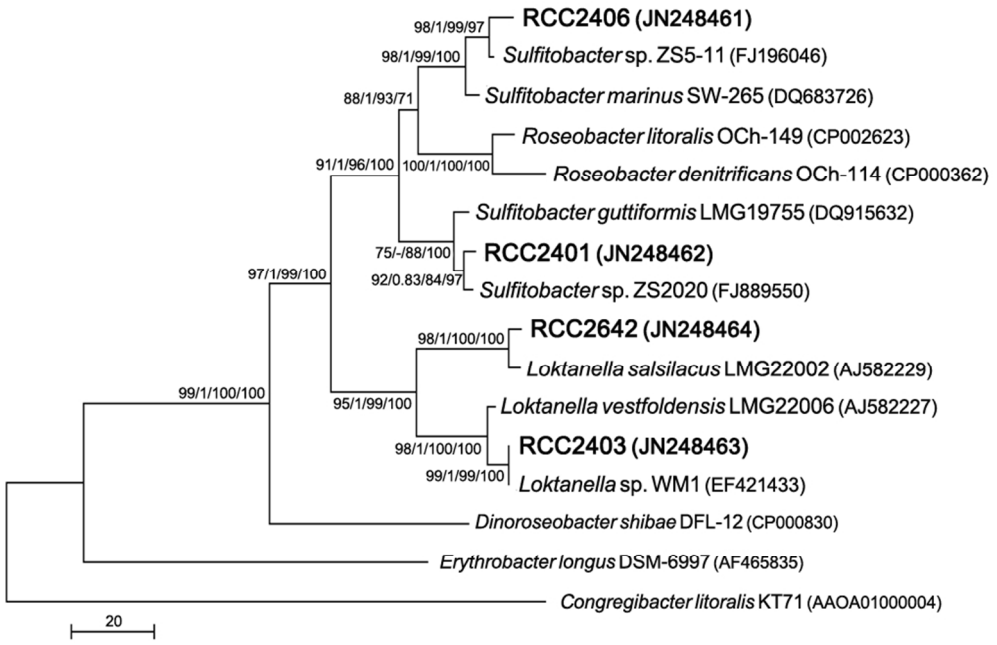 98/1/99/97
RCC2406 (JN248461)
98/1/99/100
Sulfitobacter sp. ZS5-11 (FJ196046)
88/1/93/71
Sulfitobacter marinus SW-265 (DQ683726)
Roseobacter litoralis OCh-149 (CP002623)
91/1/96/100
100/1/100/100
Roseobacter denitrificans OCh-114 (CP000362)
Sulfitobacter guttiformis LMG19755 (DQ915632)
75/-/88/100
RCC2401 (JN248462)
97/1/99/100
92/0.83/84/97
Sulfitobacter sp. ZS2020 (FJ889550)
RCC2642 (JN248464)
98/1/100/100
Loktanella salsilacus LMG22002 (AJ582229)
99/1/100/100
95/1/99/100
Loktanella vestfoldensis LMG22006 (AJ582227)
98/1/100/100
RCC2403 (JN248463)
99/1/99/100
Loktanella sp. WM1 (EF421433)
Dinoroseobacter shibae DFL-12 (CP000830)
Erythrobacter longus DSM-6997 (AF465835)
Congregibacter litoralis KT71 (AAOA01000004)
20